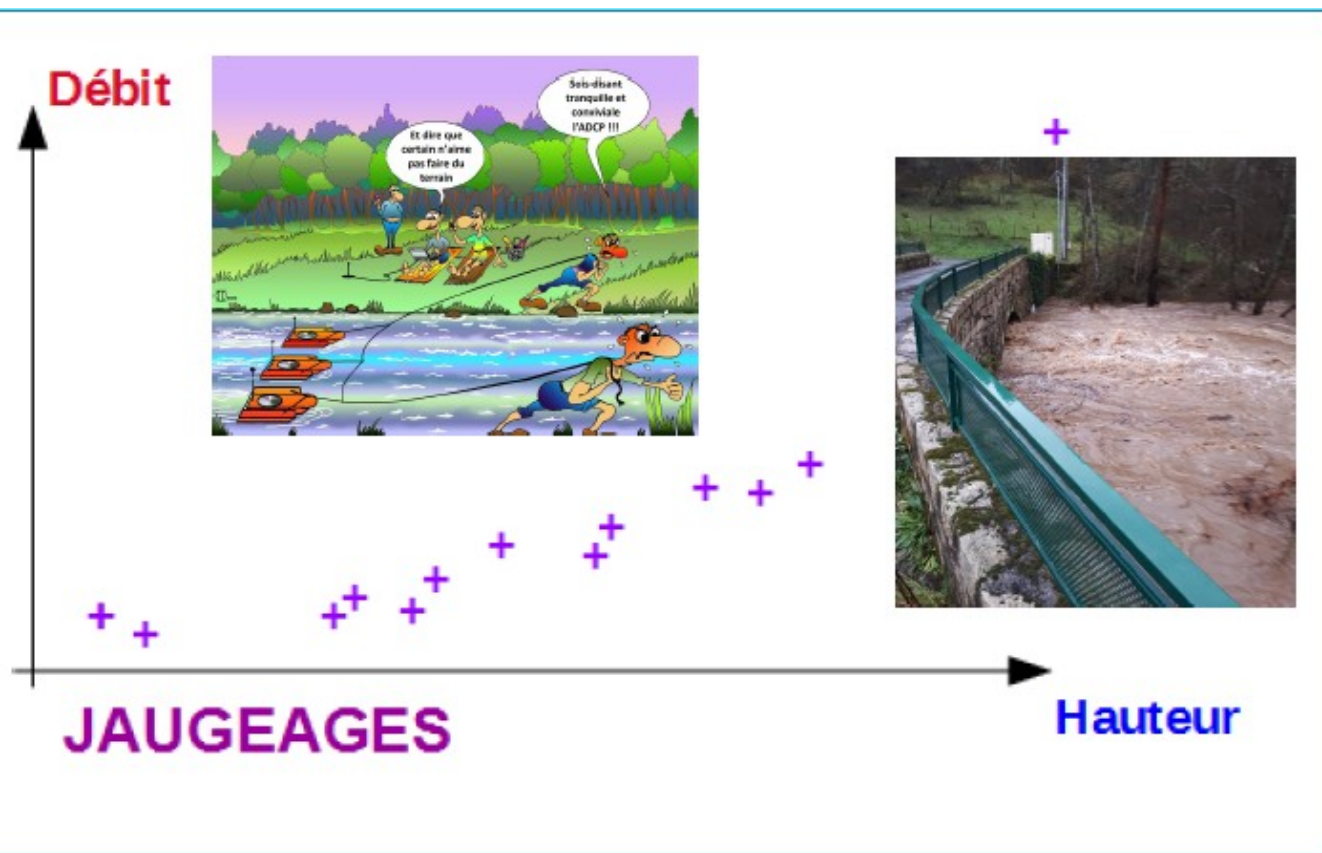 Débit
Et dire que
certain n'aime
pas faire du
terrain
Sois-disant
tranquille et
conviviale
l'ADCP !!!
JAUGEAGES
Hauteur